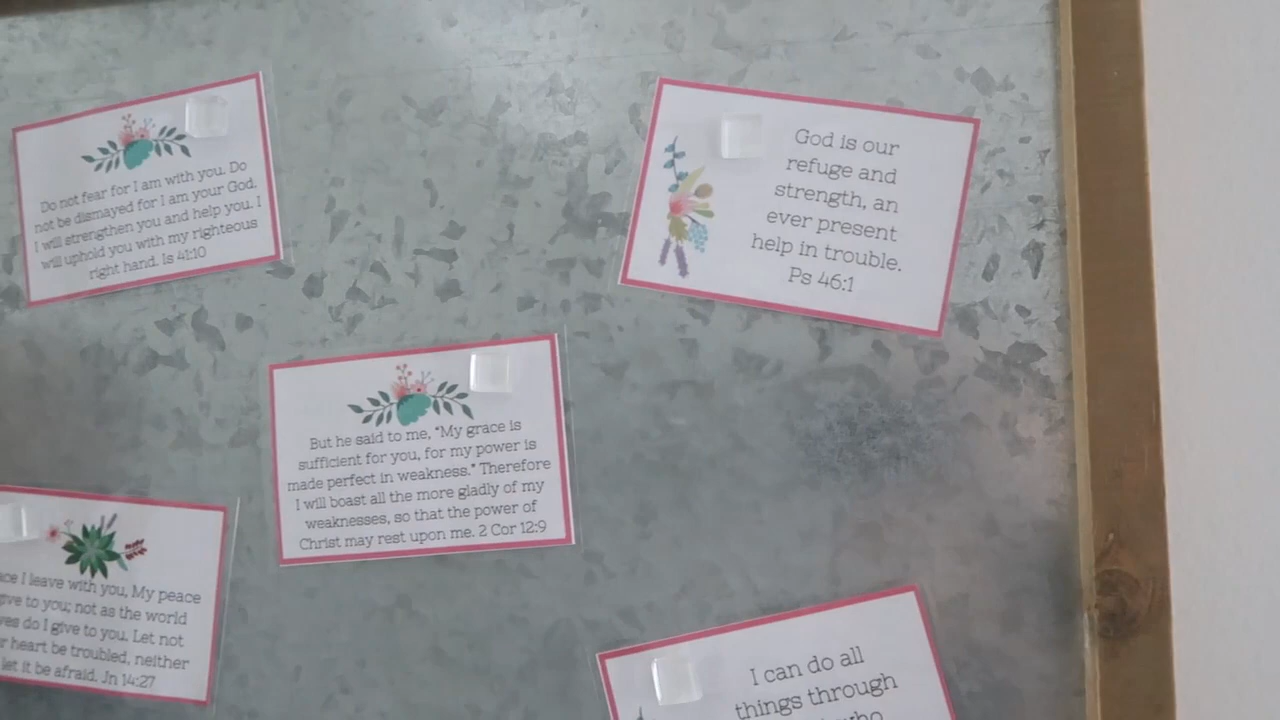 Do not fear for I am with you. Do
not be dismayed for I am your God.
I will strengthen you and help you. I
will uphold you with my righteous
right hand. Is 41:10
God is our
refuge and
strength, an
ever present
help in trouble.
Ps 46:1
But he said to me, "My grace is
sufficient for you, for my power is
made perfect in weakness." Therefore
I will boast all the more gladly of my
weaknesses, so that the power of
Christ may rest upon me. 2 Cor 12:9
I leave with you, My peace
to you; not as the world
do I give to you. Let not
heart be troubled, neither
let it be afraid. Jn 14:27
I can do all
things through
who